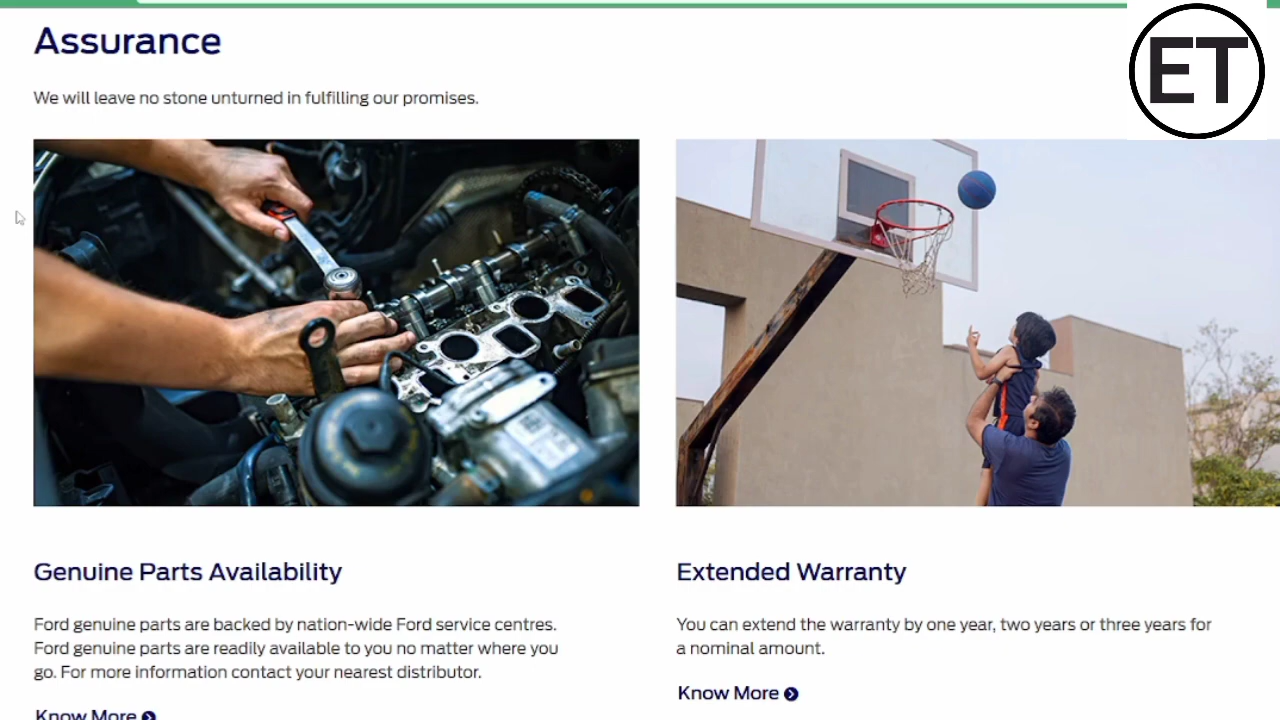 ET
Assurance
We will leave no stone unturned in fulfilling our promises.
Genuine Parts Availability
Ford genuine parts are backed by nation-wide Ford service centres.
Ford genuine parts are readily available to you no matter where you
go. For more information contact your nearest distributor.
Know More
Extended Warranty
You can extend the warranty by one year, two years or three years for
a nominal amount.
Know More